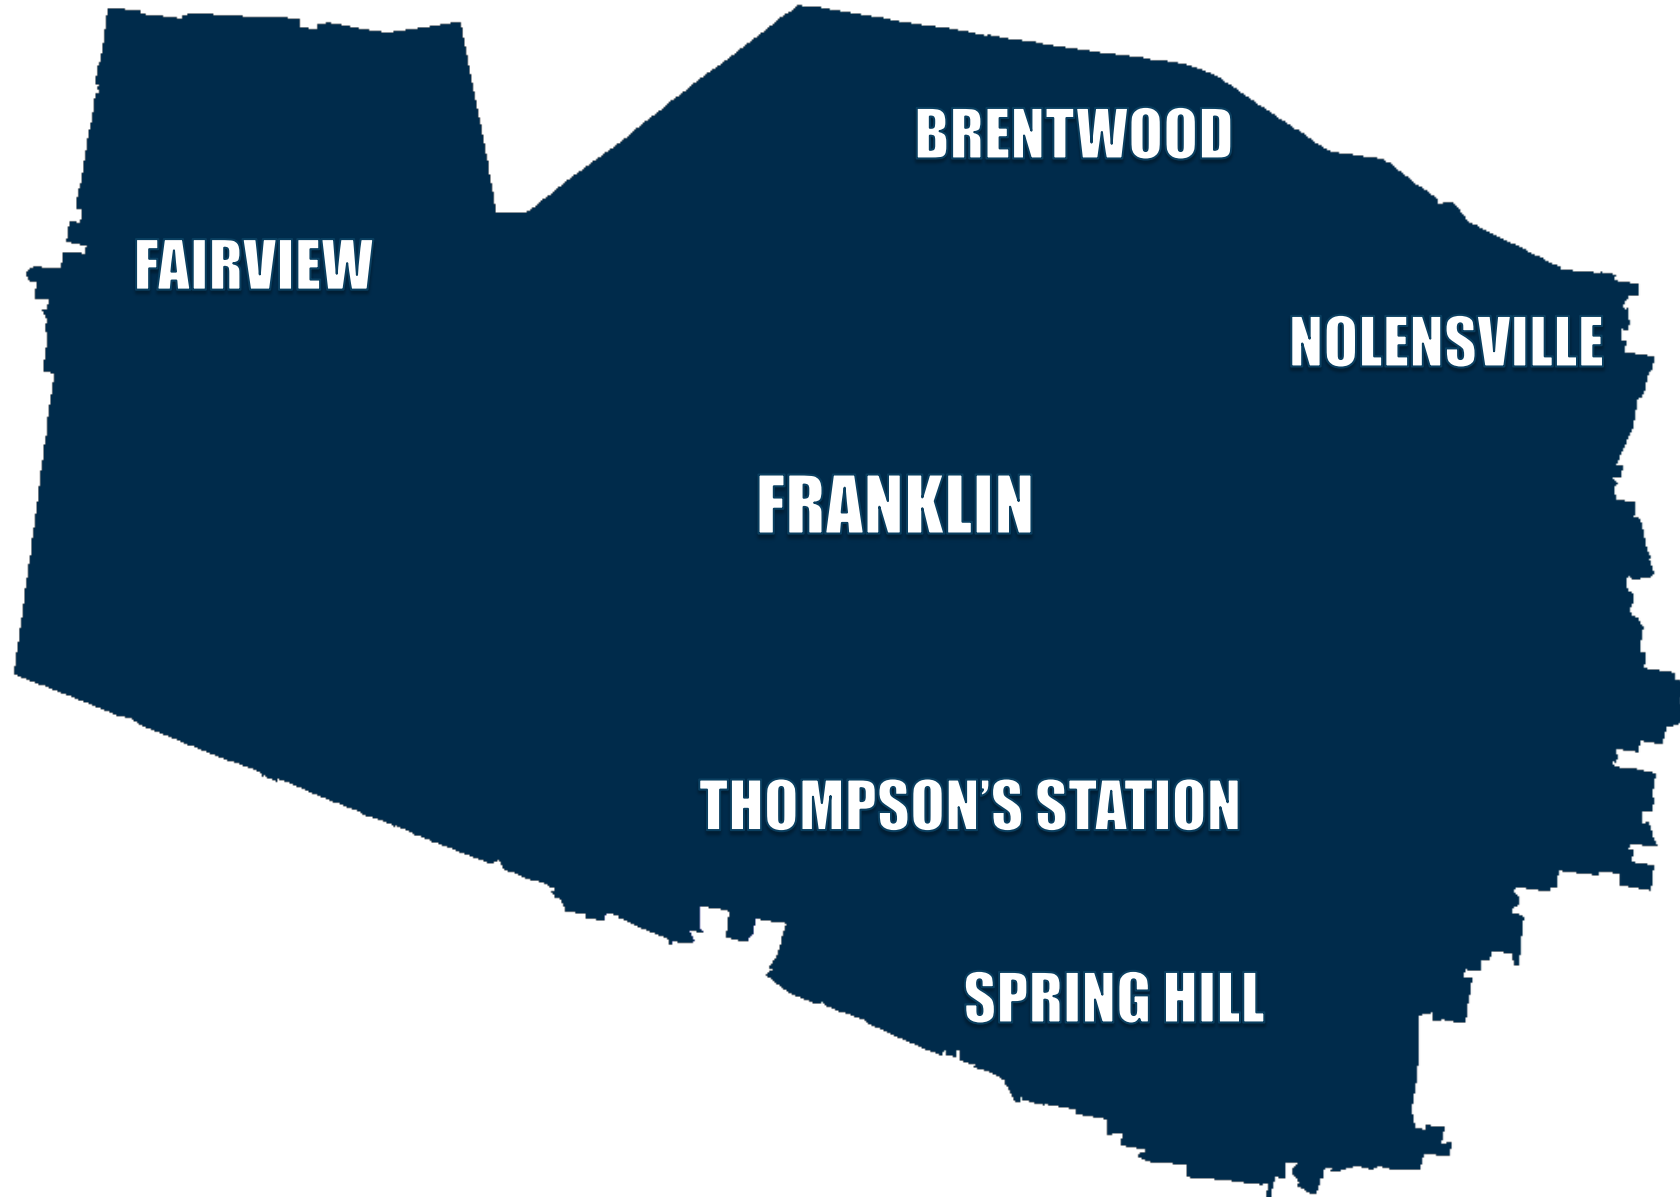 BRENTWOOD
FAIRVIEW
NOLENSVILLE
FRANKLIN
THOMPSON’S STATION
SPRING HILL